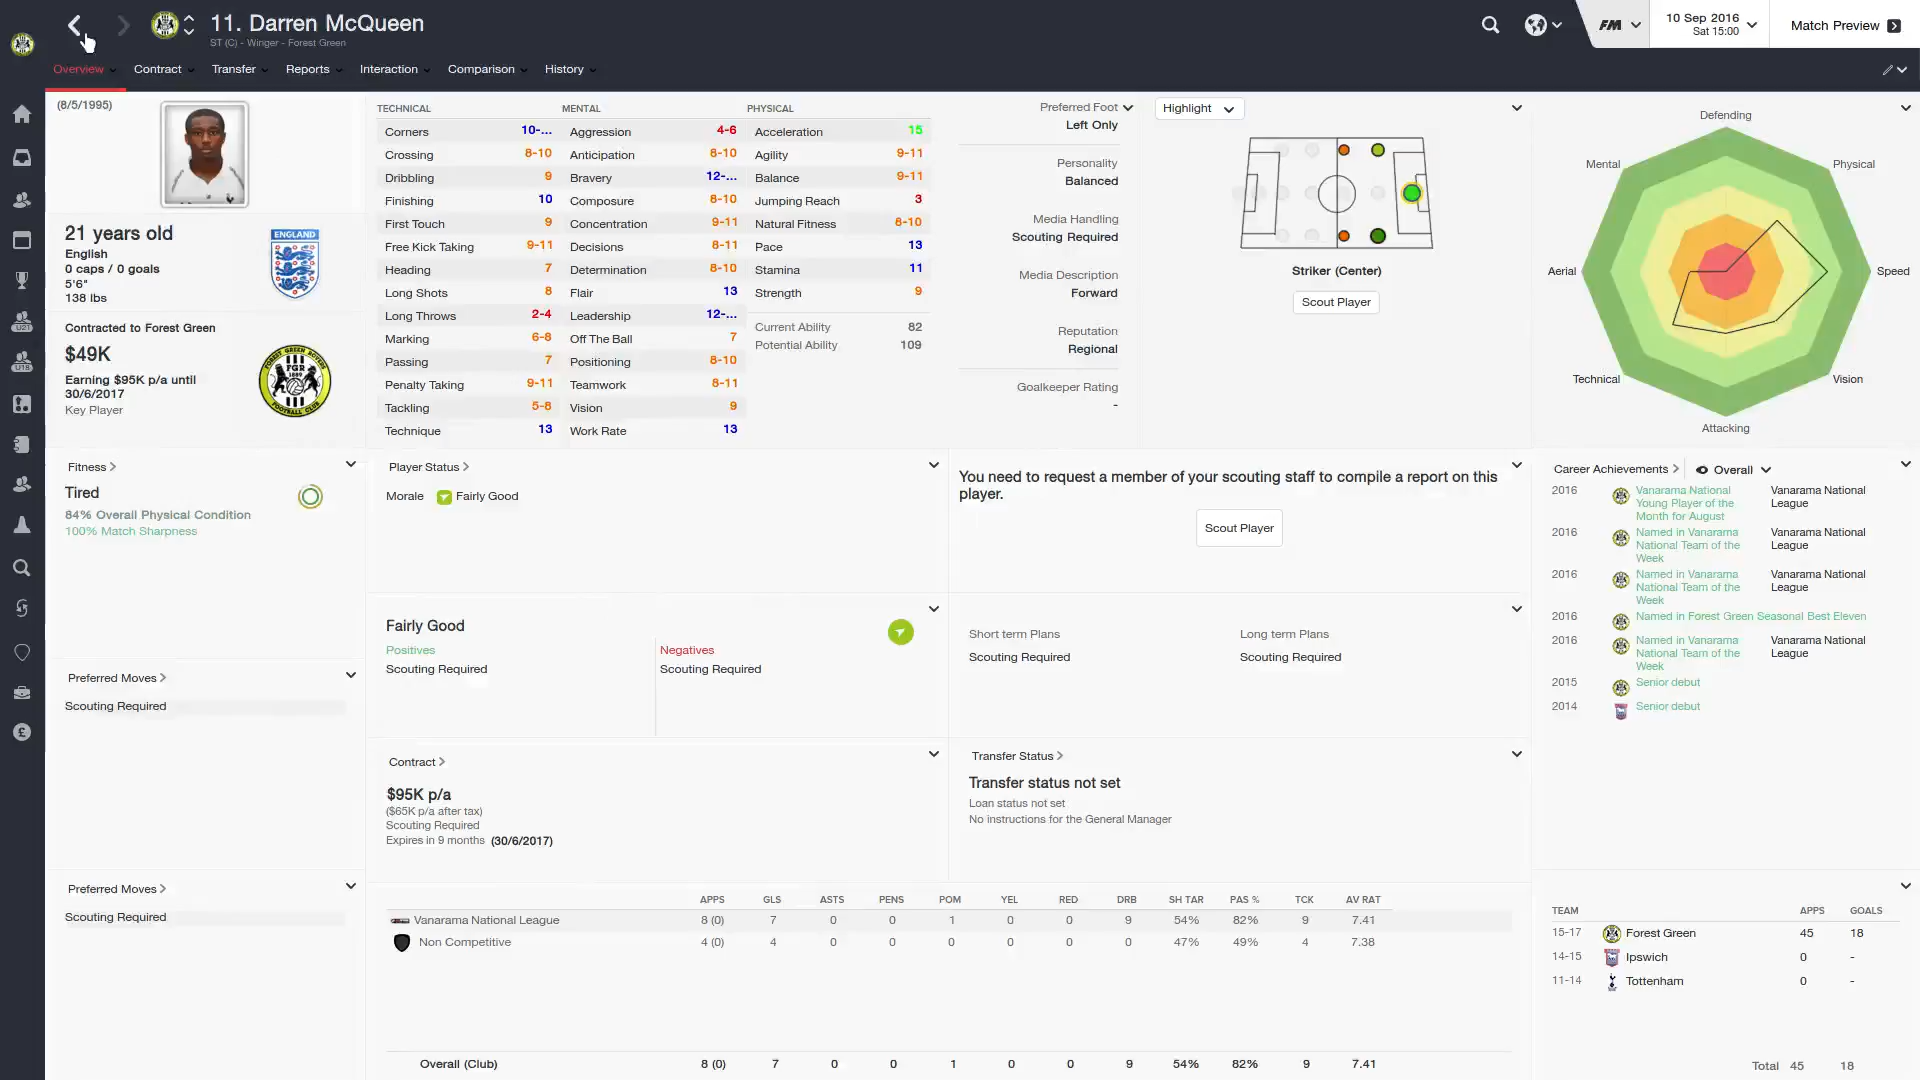 11. Darren McQueen
ST (C) - Winger - Forest Green
FM
10 Sep 2016
Sat 15:00
Match Preview
Overview
Contract
Transfer
Reports
Interaction
Comparison
History
(8/5/1995)
21 years old
English
0 caps / 0 goals
5'6"
138 lbs
ENGLAND
Contracted to Forest Green
$49K
Earning $95K p/a until
30/6/2017
Key Player
TECHNICAL
Corners 10-...
Crossing 8-10
Dribbling 9
Finishing 10
First Touch 9
Free Kick Taking 9-11
Heading 7
Long Shots 8
Long Throws 2-4
Marking 6-8
Passing 7
Penalty Taking 9-11
Tackling 5-8
Technique 13
MENTAL
Aggression 4-6
Anticipation 8-10
Bravery 12-...
Composure 8-10
Concentration 9-11
Decisions 8-11
Determination 8-10
Flair 13
Leadership 12-...
Off The Ball 7
Positioning 8-10
Teamwork 8-11
Vision 9
Work Rate 13
PHYSICAL
Acceleration 15
Agility 9-11
Balance 9-11
Jumping Reach 3
Natural Fitness 8-10
Pace 13
Stamina 11
Strength 9
Current Ability 82
Potential Ability 109
Preferred Foot
Left Only
Personality
Balanced
Media Handling
Scouting Required
Media Description
Forward
Reputation
Regional
Goalkeeper Rating
-
Highlight
Striker (Center)
Scout Player
Defending
Physical
Speed
Vision
Attacking
Technical
Aerial
Mental
Fitness
Tired
84% Overall Physical Condition
100% Match Sharpness
Player Status
Morale Fairly Good
You need to request a member of your scouting staff to compile a report on this
player.
Scout Player
Career Achievements
Overall
2016 Vanarama National Vanarama National
Young Player of the League
Month for August
2016 Named in Vanarama Vanarama National
National Team of the League
Week
2016 Named in Vanarama Vanarama National
National Team of the League
Week
2016 Named in Forest Green Seasonal Best Eleven
2016 Named in Vanarama Vanarama National
National Team of the League
Week
2015 Senior debut
2014 Senior debut
Fairly Good
Positives
Scouting Required
Negatives
Scouting Required
Short term Plans
Scouting Required
Long term Plans
Scouting Required
Preferred Moves
Scouting Required
Contract
$95K p/a
($65K p/a after tax)
Scouting Required
Expires in 9 months (30/6/2017)
Transfer Status
Transfer status not set
Loan status not set
No instructions for the General Manager
Preferred Moves
Scouting Required
APPS GLS ASTS PENS POM YEL RED DRB SH TAR PAS % TCK AV RAT
Vanarama National League 8 (0) 7 0 0 1 0 0 9 54% 82% 9 7.41
Non Competitive 4 (0) 4 0 0 0 0 0 0 47% 49% 4 7.38
Overall (Club) 8 (0) 7 0 0 1 0 0 9 54% 82% 9 7.41
TEAM APPS GOALS
15-17 Forest Green 45 18
14-15 Ipswich 0 -
11-14 Tottenham 0 -
Total 45 18